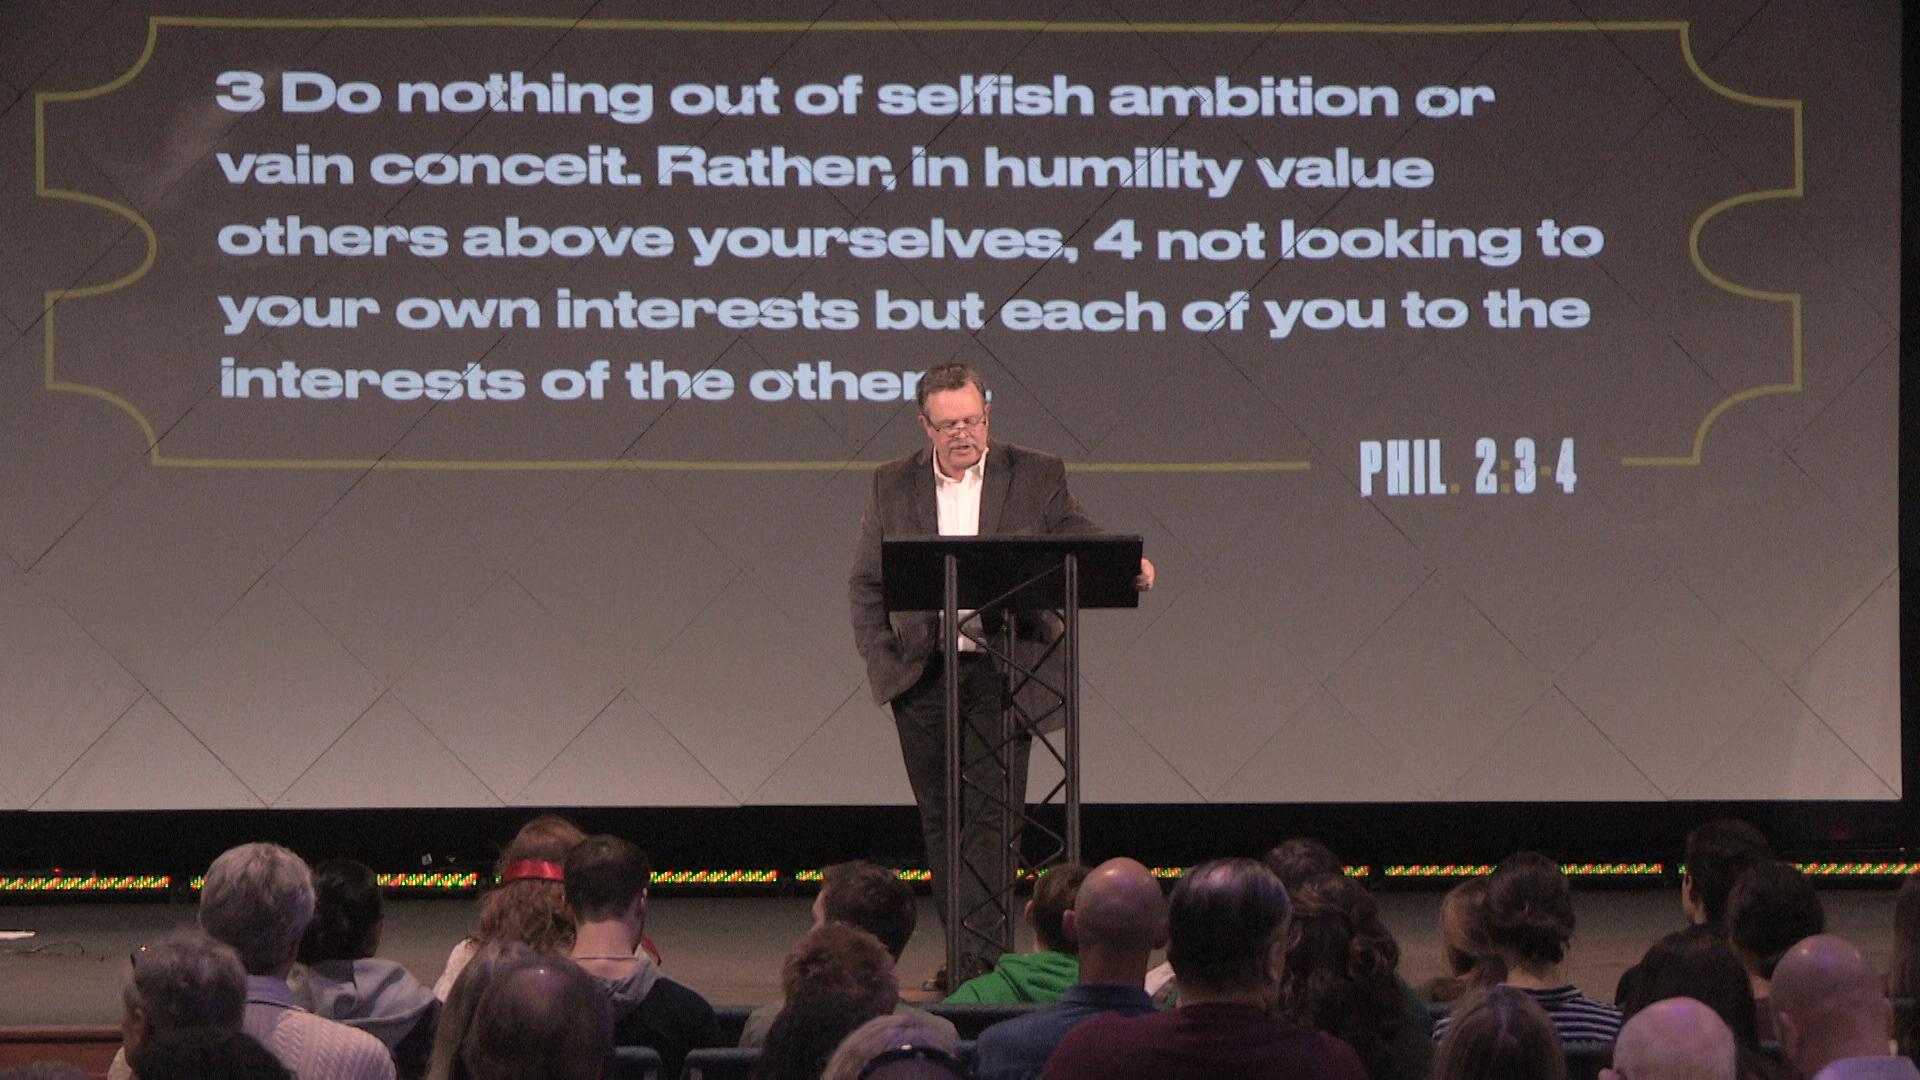 3 Do nothing out of selfish ambition or
vain conceit. Rather, in humility value
others above yourselves, 4 not looking to
your own interests but each of you to the
interests of the
PHIL. 2:3-4